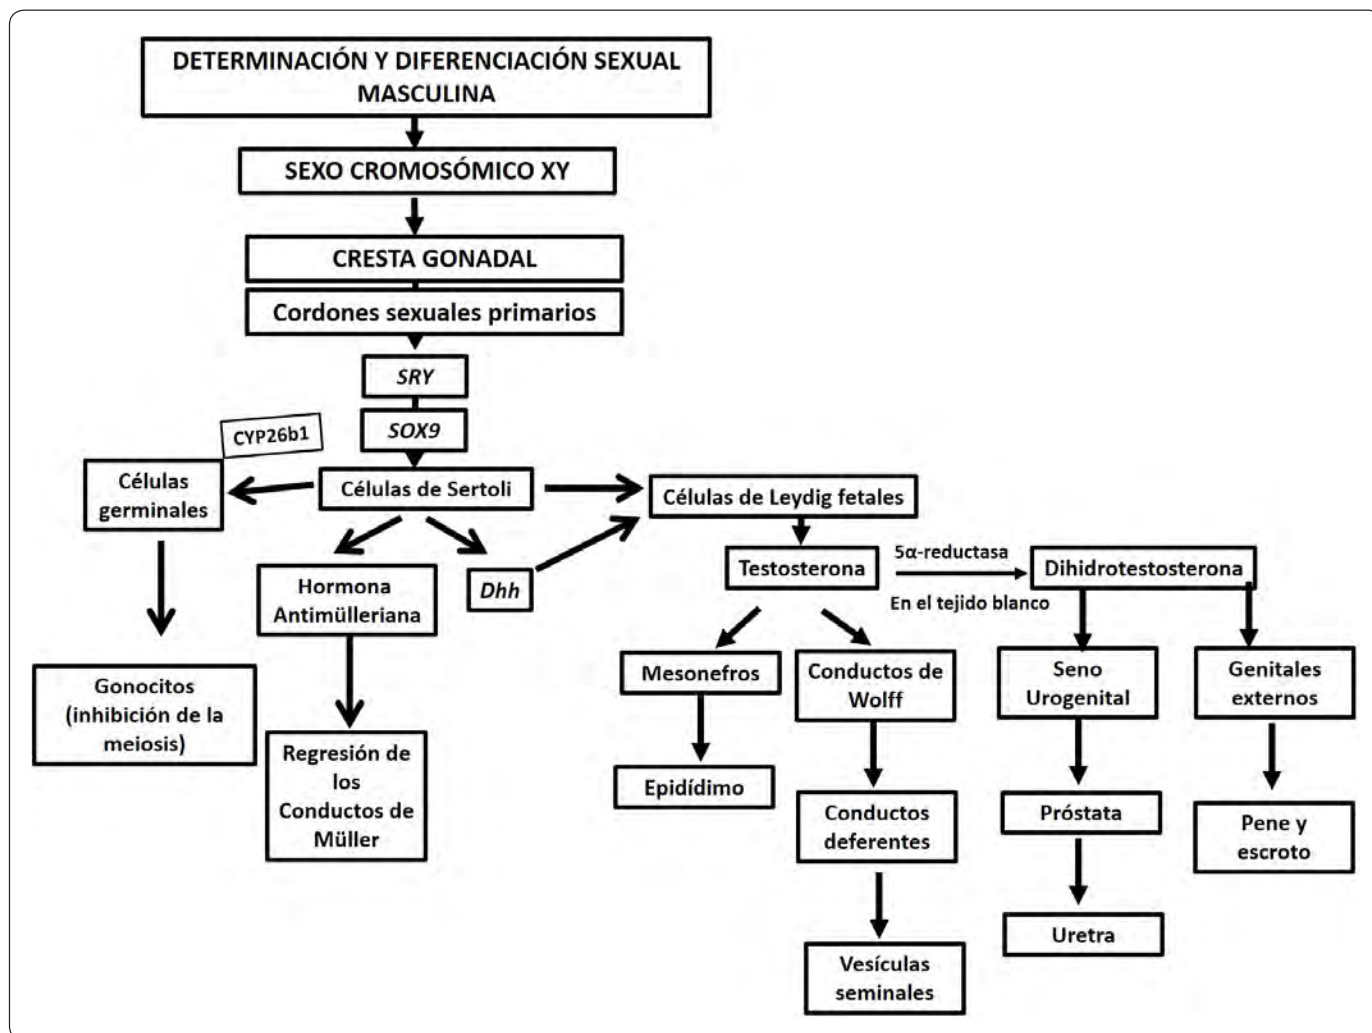 DETERMINACIÓN Y DIFERENCIACIÓN SEXUAL
MASCULINA
SEXO CROMOSÓMICO XY
CRESTA GONADAL
Cordones sexuales primarios
SRY
SOX9
CYP26b1
Células
germinales
Células de Sertoli
Células de Leydig fetales
Hormona
Antimülleriana
Dhh
Testosterona
5α-reductasa
En el tejido blanco
Dihidrotestosterona
Gonocitos
(inhibición de la
meiosis)
Regresión de
los
Conductos de
Müller
Mesonefros
Epidídimo
Conductos de
Wolff
Conductos
deferentes
Vesículas
seminales
Seno
Urogenital
Próstata
Uretra
Genitales
externos
Pene y
escroto